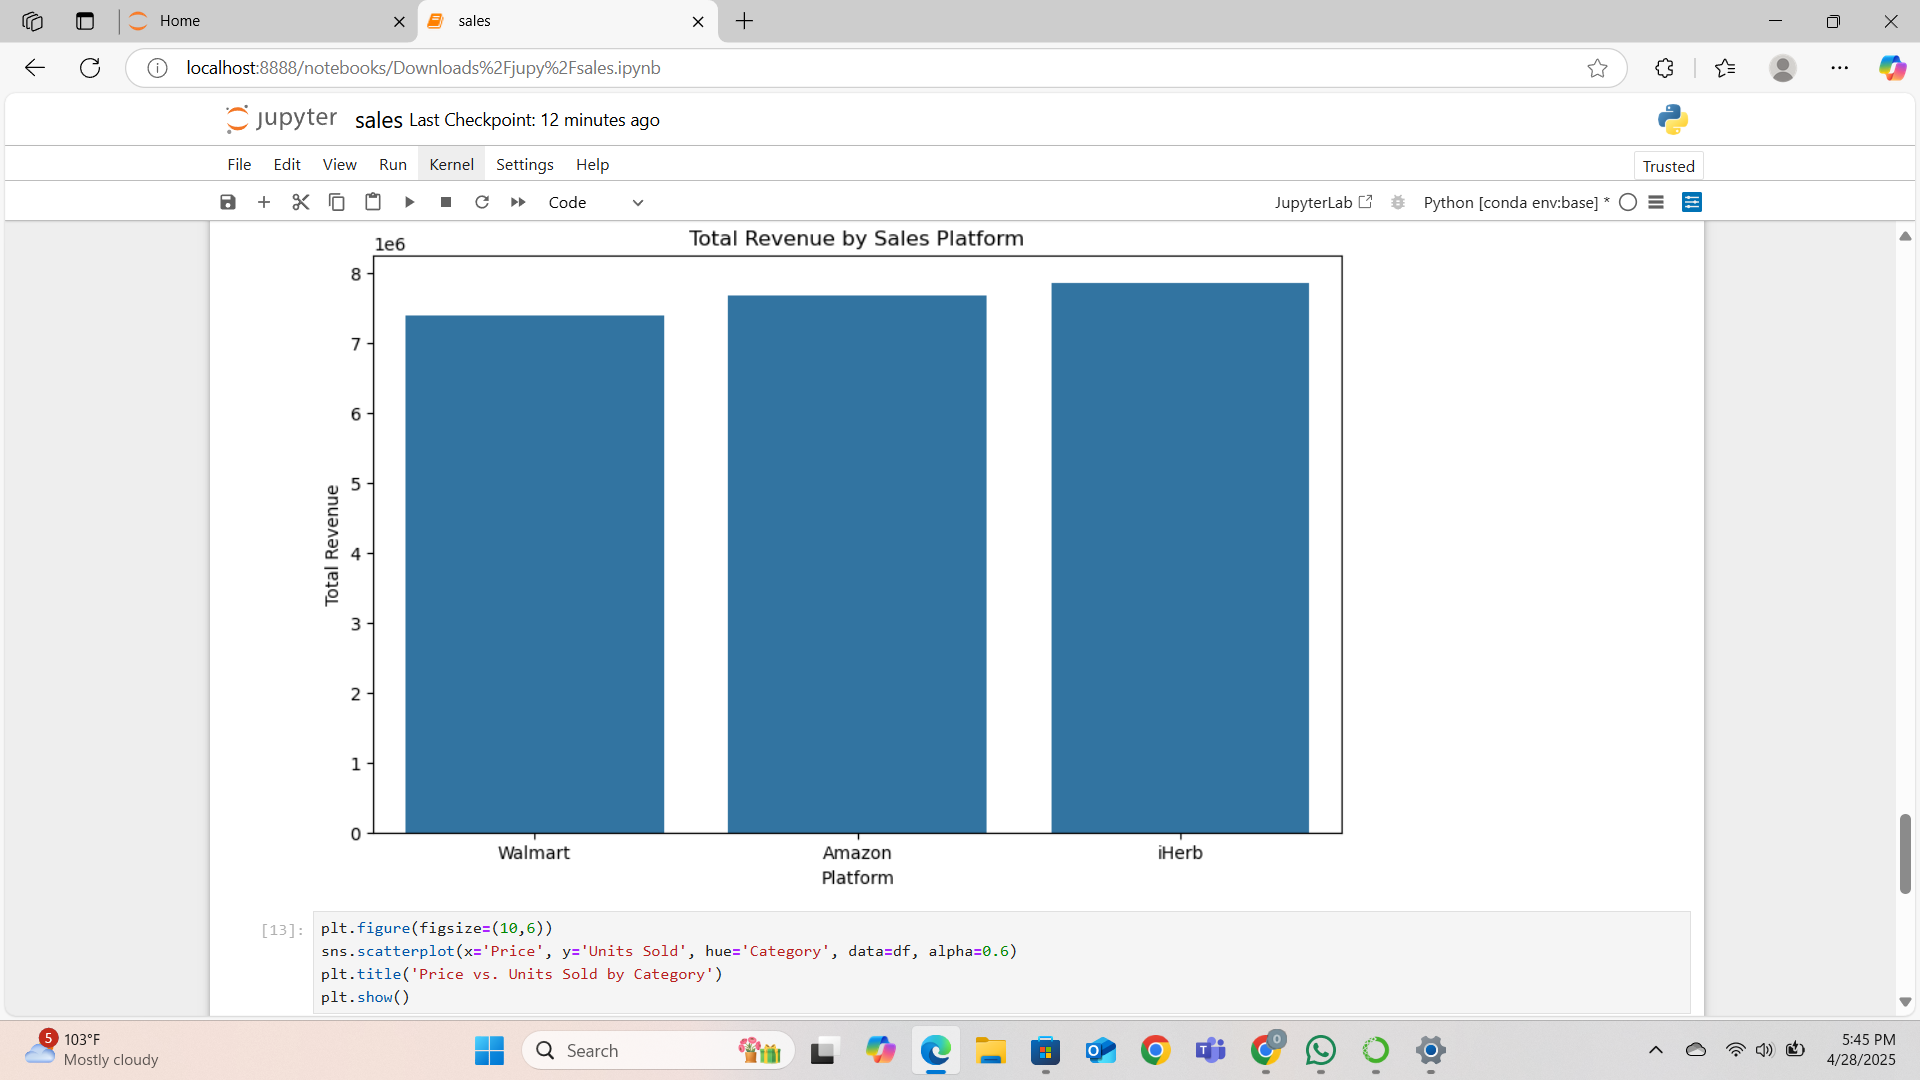 Home
sales
localhost:8888/notebooks/Downloads%2Fjupy%2Fsales.ipynb
jupyter sales Last Checkpoint: 12 minutes ago
File Edit View Run Kernel Settings Help
Trusted
Code
JupyterLab
Python [conda env:base] *
Total Revenue by Sales Platform
1e6
8
7
6
5
4
3
2
1
0
Total Revenue
Walmart Amazon iHerb
Platform
[13]:
plt.figure(figsize=(10,6))
sns.scatterplot(x='Price', y='Units Sold', hue='Category', data=df, alpha=0.6)
plt.title('Price vs. Units Sold by Category')
plt.show()
5
103°F
Mostly cloudy
Search
0
5:45 PM
4/28/2025